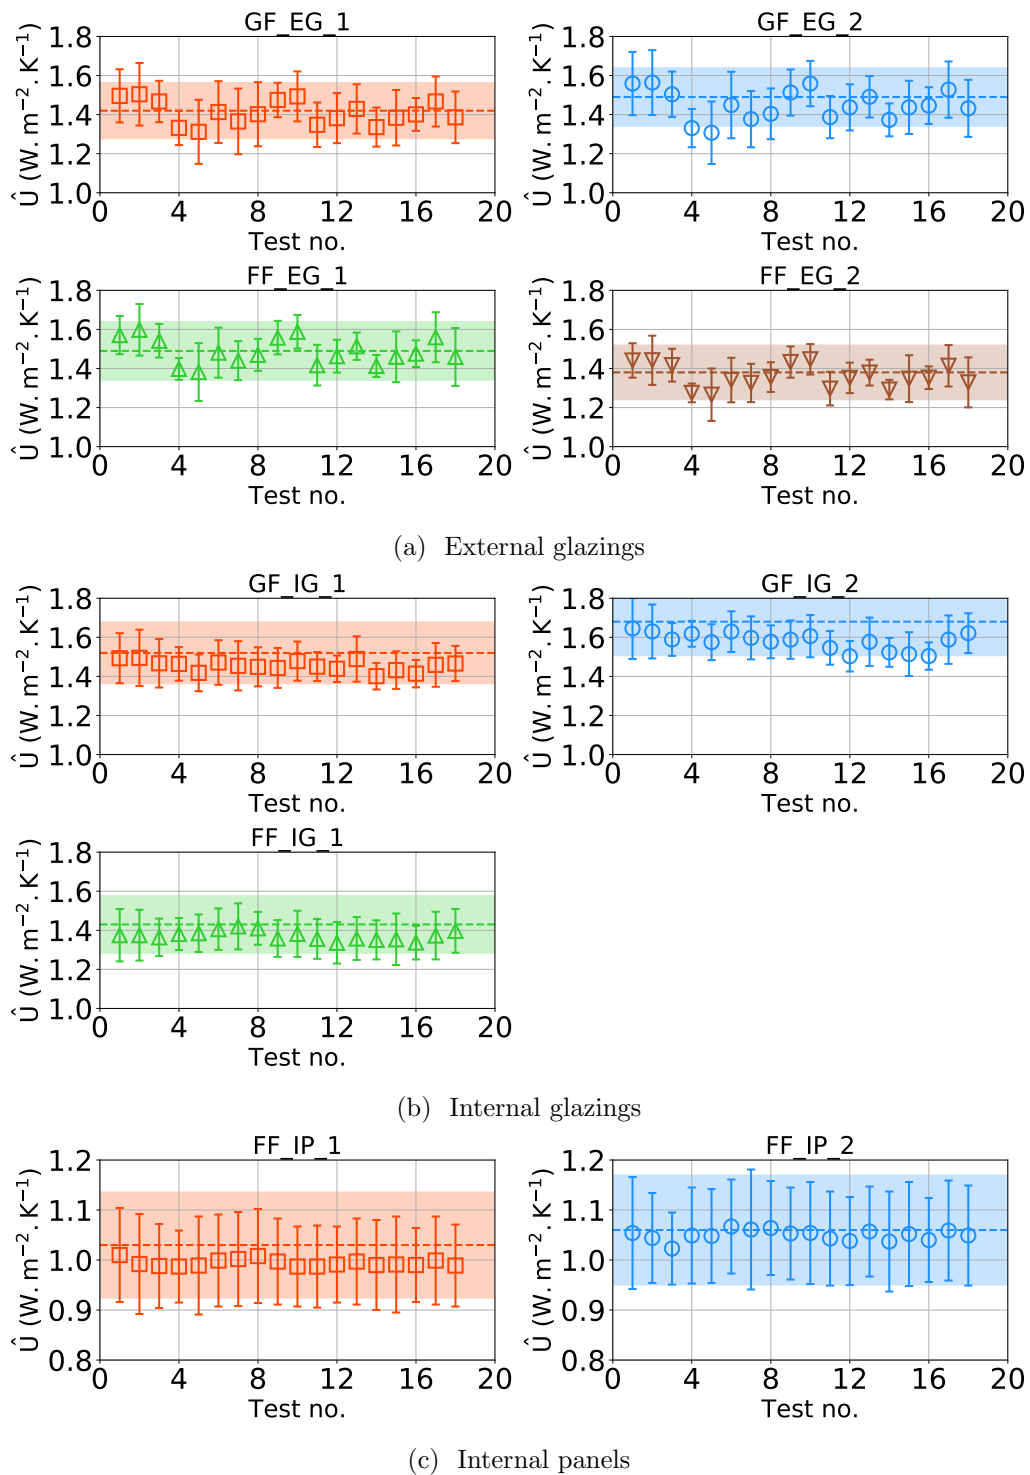 GF_EG_1
GF_EG_2
1.8
1.6
1.4
1.2
1.0
Û (W. m⁻². K⁻¹)
0 4 8 12 16 20
Test no.
1.8
1.6
1.4
1.2
1.0
Û (W. m⁻². K⁻¹)
0 4 8 12 16 20
Test no.
FF_EG_1
FF_EG_2
1.8
1.6
1.4
1.2
1.0
Û (W. m⁻². K⁻¹)
0 4 8 12 16 20
Test no.
1.8
1.6
1.4
1.2
1.0
Û (W. m⁻². K⁻¹)
0 4 8 12 16 20
Test no.
(a) External glazings
GF_IG_1
GF_IG_2
1.8
1.6
1.4
1.2
1.0
Û (W. m⁻². K⁻¹)
0 4 8 12 16 20
Test no.
1.8
1.6
1.4
1.2
1.0
Û (W. m⁻². K⁻¹)
0 4 8 12 16 20
Test no.
FF_IG_1
1.8
1.6
1.4
1.2
1.0
Û (W. m⁻². K⁻¹)
0 4 8 12 16 20
Test no.
(b) Internal glazings
FF_IP_1
FF_IP_2
1.2
1.1
1.0
0.9
0.8
Û (W. m⁻². K⁻¹)
0 4 8 12 16 20
Test no.
1.2
1.1
1.0
0.9
0.8
Û (W. m⁻². K⁻¹)
0 4 8 12 16 20
Test no.
(c) Internal panels